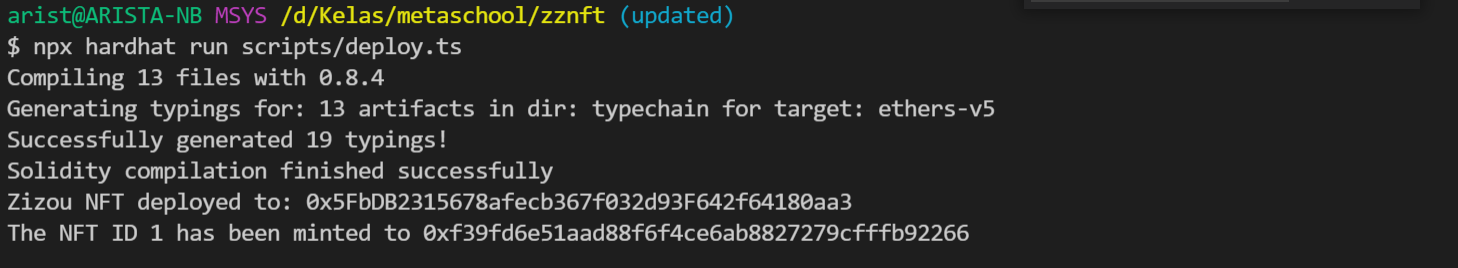 arist@ARISTA-NB MSYS /d/Kelas/metaschool/zznft (updated)
$ npx hardhat run scripts/deploy.ts
Compiling 13 files with 0.8.4
Generating typings for: 13 artifacts in dir: typechain for target: ethers-v5
Successfully generated 19 typings!
Solidity compilation finished successfully
Zizou NFT deployed to: 0x5FbDB2315678afecb367f032d93F642f64180aa3
The NFT ID 1 has been minted to 0xf39fd6e51aad88f6f4ce6ab8827279cfffb92266